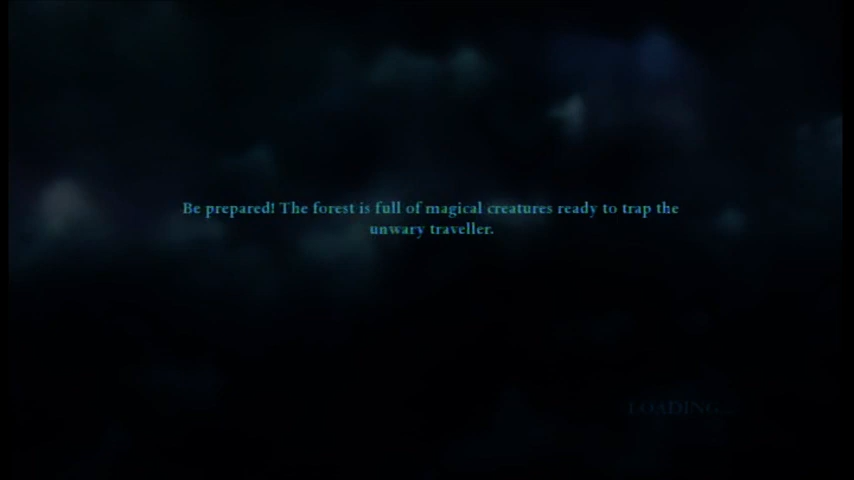 Be prepared! The forest is full of magical creatures ready to trap the
unwary traveller.
LOADING...